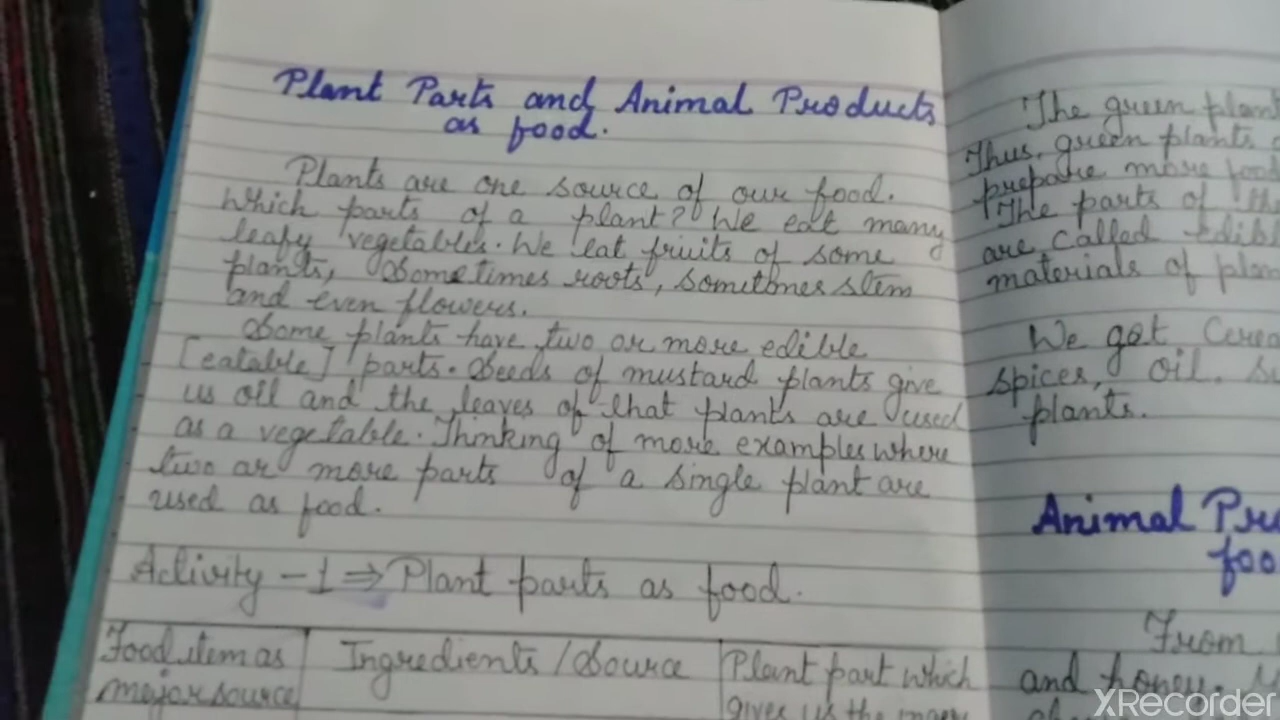 Plant Parts and Animal Products
as food.
Plants are one source of our food.
Which parts of a plant? We eat many
leafy vegetables. We eat fruits of some
plants, Sometimes roots, sometimes stem
and even flowers.
Some plants have two or more edible
[eatable] parts. Seeds of mustard plants give
us oil and the leaves of that plants are used
as a vegetable. Thinking of more examples where
two or more parts of a single plant are
used as food.
Activity - 1 ⇒ Plant parts as food.
Food item as
major source
Ingredients / Source
Plant part which
gives us the
The green
Thus, green plants
prepare more
The parts of
are called
materials of
We get
spices, oil,
plants.
Animal
From
and honey.
XRecorder